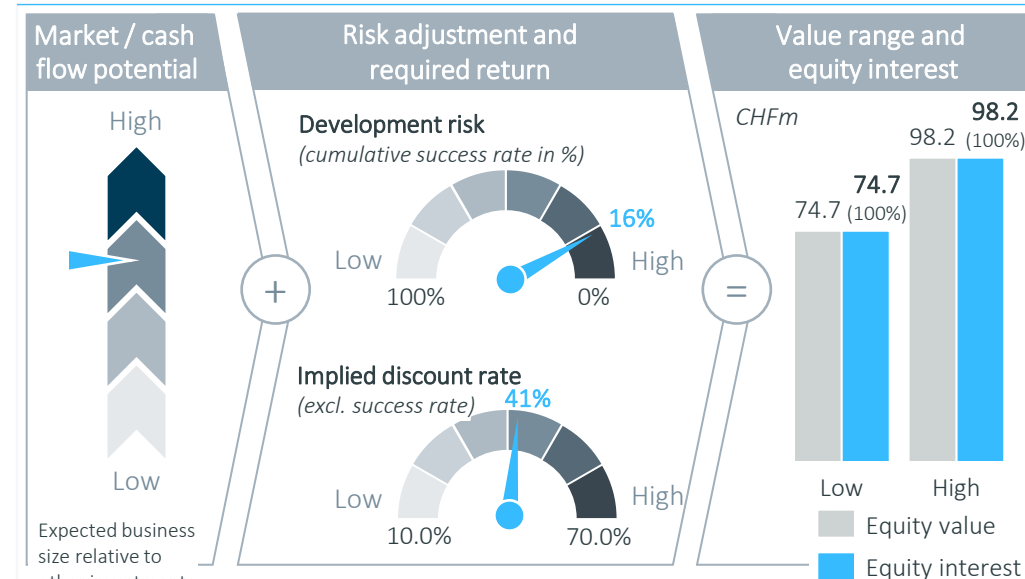 Market / cash
flow potential
Risk adjustment and
required return
Value range and
equity interest
High
Low
Expected business
size relative to
Development risk
(cumulative success rate in %)
16%
Low
High
100%
0%
+
Implied discount rate
(excl. success rate)
41%
Low
High
10.0%
70.0%
=
CHFm
98.2
98.2 (100%)
74.7
74.7 (100%)
Low
High
Equity value
Equity interest